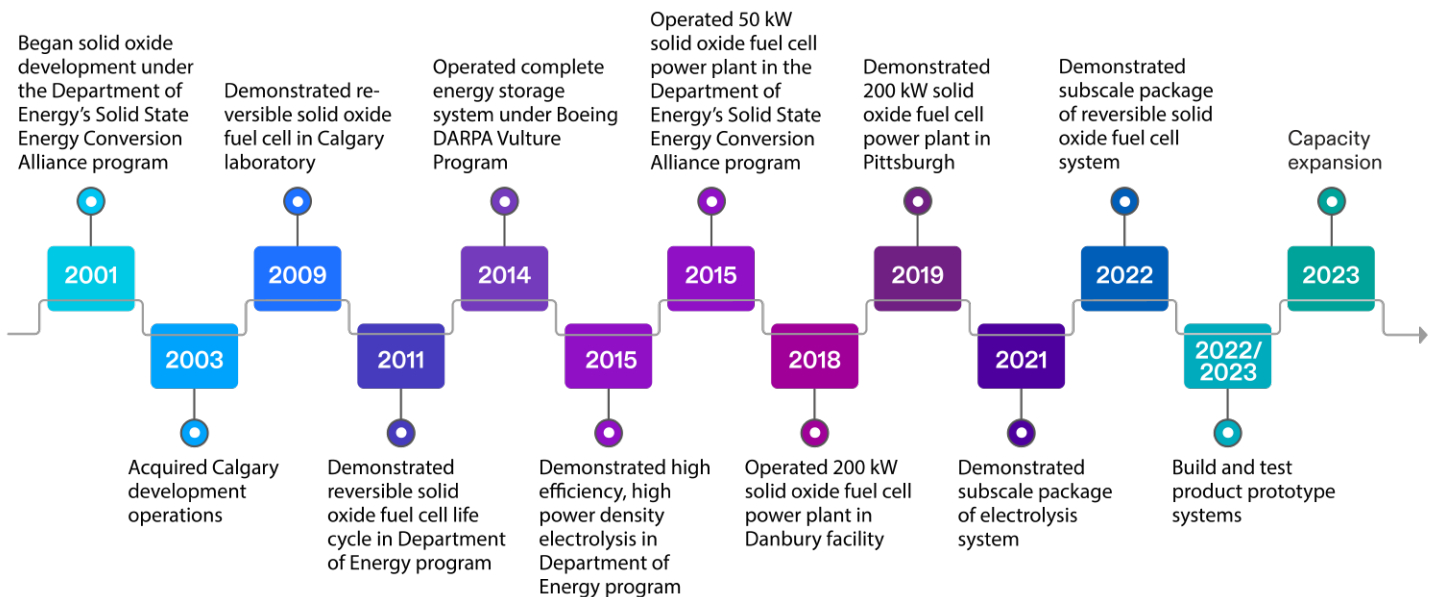 Began solid oxide
development under
the Department of
Energy’s Solid State
Energy Conversion
Alliance program
2001
2003
Acquired Calgary
development
operations
Demonstrated re-
versible solid oxide
fuel cell in Calgary
laboratory
2009
2011
Demonstrated
reversible solid
oxide fuel cell life
cycle in Department
of Energy program
Operated complete
energy storage
system under Boeing
DARPA Vulture
Program
2014
2015
Demonstrated high
efficiency, high
power density
electrolysis in
Department of
Energy program
Operated 50 kW
solid oxide fuel cell
power plant in the
Department of
Energy’s Solid State
Energy Conversion
Alliance program
2015
2018
Operated 200 kW
solid oxide fuel cell
power plant in
Danbury facility
Demonstrated
200 kW solid
oxide fuel cell
power plant in
Pittsburgh
2019
2021
Demonstrated
subscale package
of electrolysis
system
Demonstrated
subscale package
of reversible solid
oxide fuel cell
system
2022
2022/
2023
Build and test
product prototype
systems
Capacity
expansion
2023